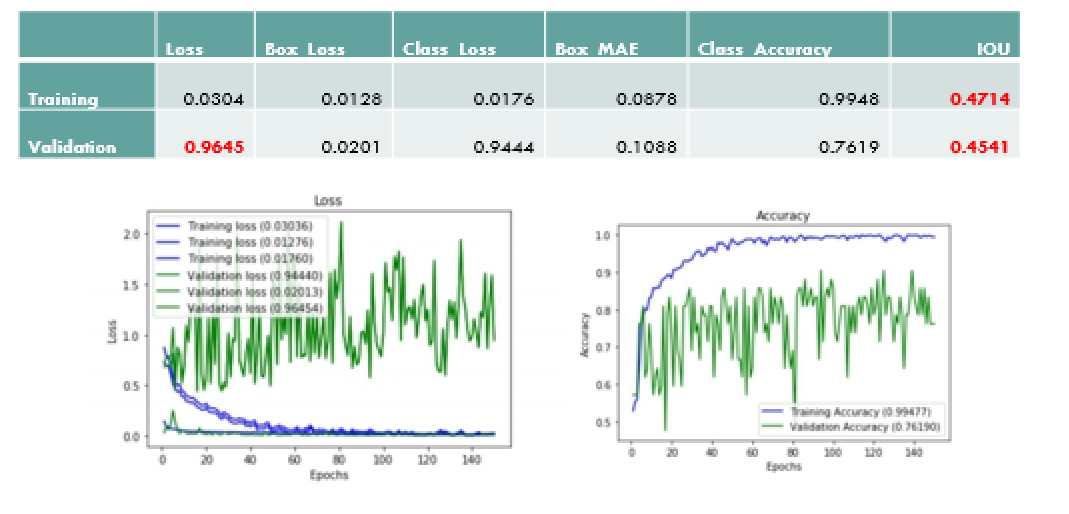 Loss Box Loss Class Loss Box MAE Class Accuracy IOU
Training 0.0304 0.0128 0.0176 0.0878 0.9948 0.4714
Validation 0.9645 0.0201 0.9444 0.1088 0.7619 0.4541
Loss
Training loss (0.03036)
Training loss (0.01276)
Training loss (0.01760)
Validation loss (0.94440)
Validation loss (0.02013)
Validation loss (0.96454)
2.0
1.5
1.0
0.5
0.0
Loss
0 20 40 60 80 100 120 140
Epochs
Accuracy
1.0
0.9
0.8
0.7
0.6
0.5
Accuracy
Training Accuracy (0.99477)
Validation Accuracy (0.76190)
0 20 40 60 80 100 120 140
Epochs